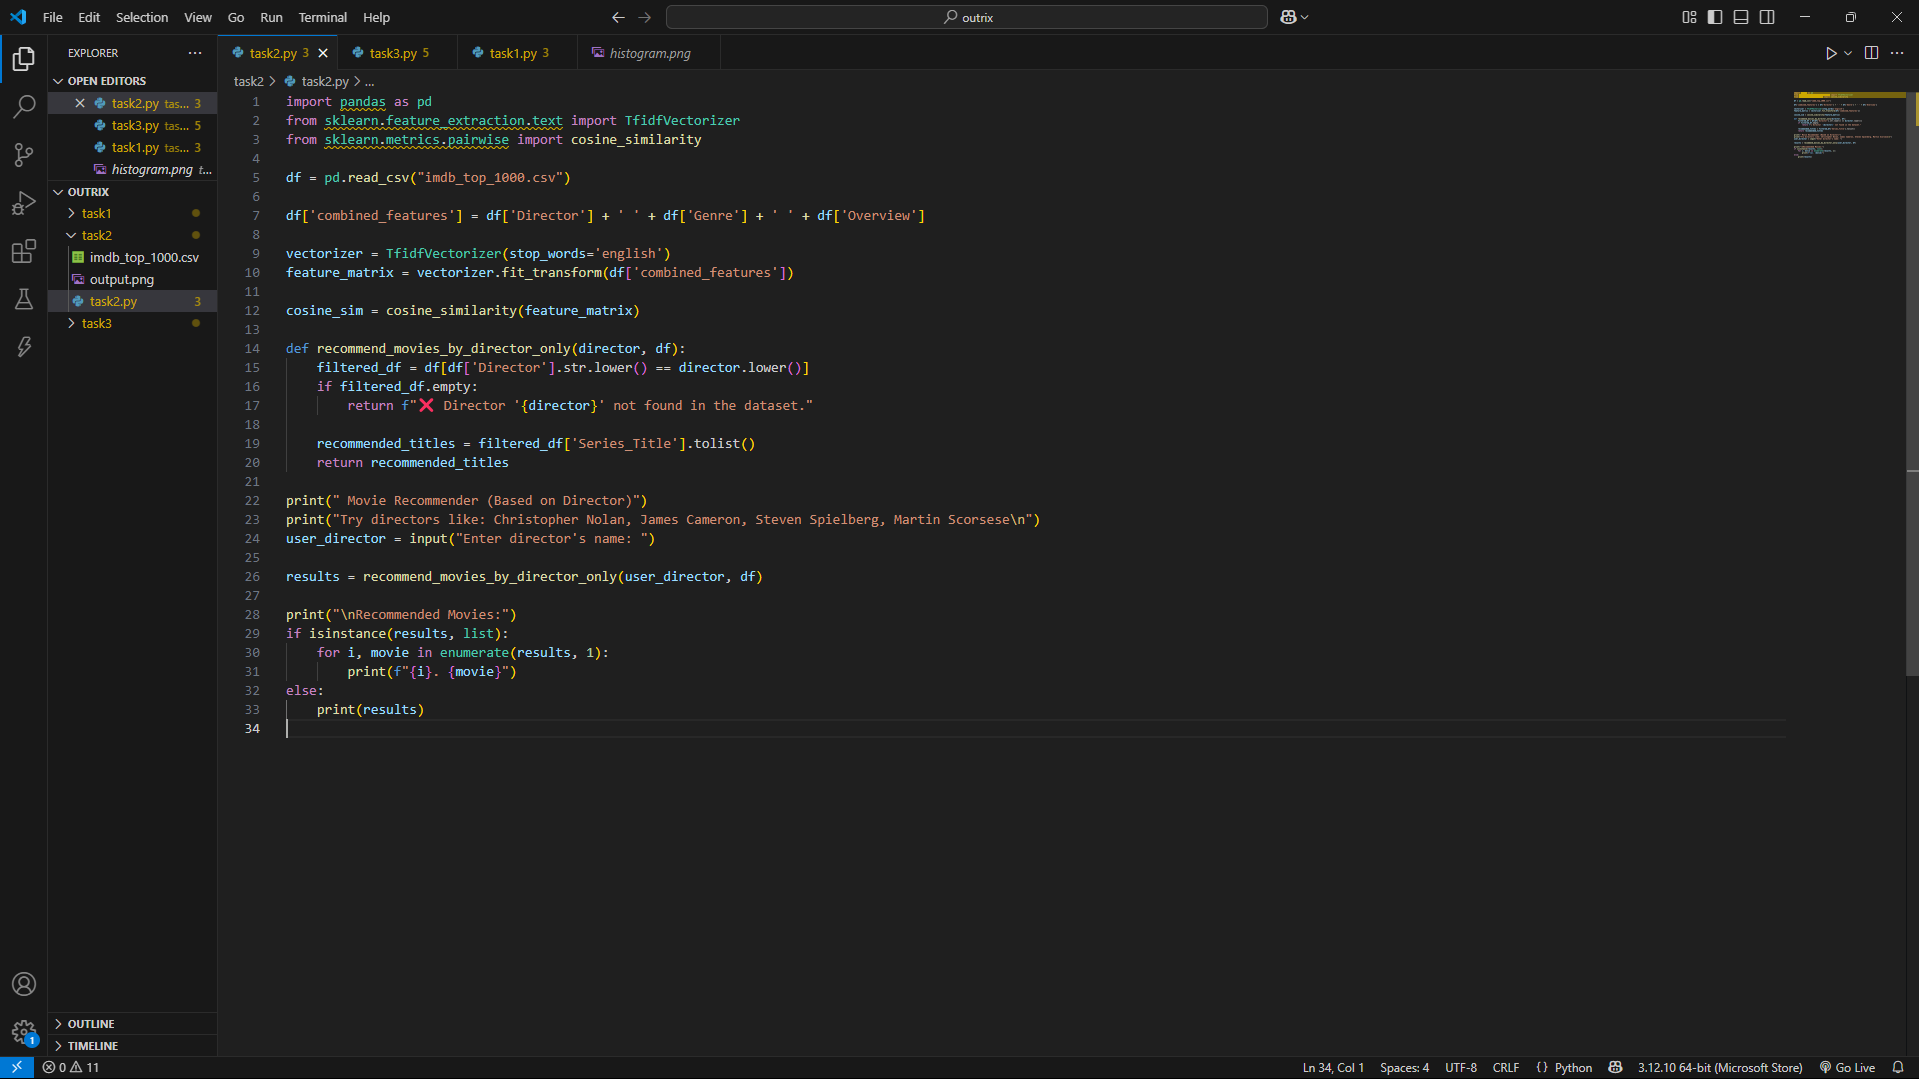 File Edit Selection View Go Run Terminal Help
outrix
EXPLORER
OPEN EDITORS
task2.py tas... 3
task3.py tas... 5
task1.py tas... 3
histogram.png t...
OUTRIX
task1
task2
imdb_top_1000.csv
output.png
task2.py 3
task3
OUTLINE
TIMELINE
task2.py 3 task3.py 5 task1.py 3 histogram.png
task2 > task2.py > ...
1 import pandas as pd
2 from sklearn.feature_extraction.text import TfidfVectorizer
3 from sklearn.metrics.pairwise import cosine_similarity
4
5 df = pd.read_csv("imdb_top_1000.csv")
6
7 df['combined_features'] = df['Director'] + ' ' + df['Genre'] + ' ' + df['Overview']
8
9 vectorizer = TfidfVectorizer(stop_words='english')
10 feature_matrix = vectorizer.fit_transform(df['combined_features'])
11
12 cosine_sim = cosine_similarity(feature_matrix)
13
14 def recommend_movies_by_director_only(director, df):
15     filtered_df = df[df['Director'].str.lower() == director.lower()]
16     if filtered_df.empty:
17         return f"❌ Director '{director}' not found in the dataset."
18
19     recommended_titles = filtered_df['Series_Title'].tolist()
20     return recommended_titles
21
22 print(" Movie Recommender (Based on Director)")
23 print("Try directors like: Christopher Nolan, James Cameron, Steven Spielberg, Martin Scorsese\n")
24 user_director = input("Enter director's name: ")
25
26 results = recommend_movies_by_director_only(user_director, df)
27
28 print("\nRecommended Movies:")
29 if isinstance(results, list):
30     for i, movie in enumerate(results, 1):
31         print(f"{i}. {movie}")
32 else:
33     print(results)
34
1
0 11
Ln 34, Col 1 Spaces: 4 UTF-8 CRLF {} Python 3.12.10 64-bit (Microsoft Store) Go Live